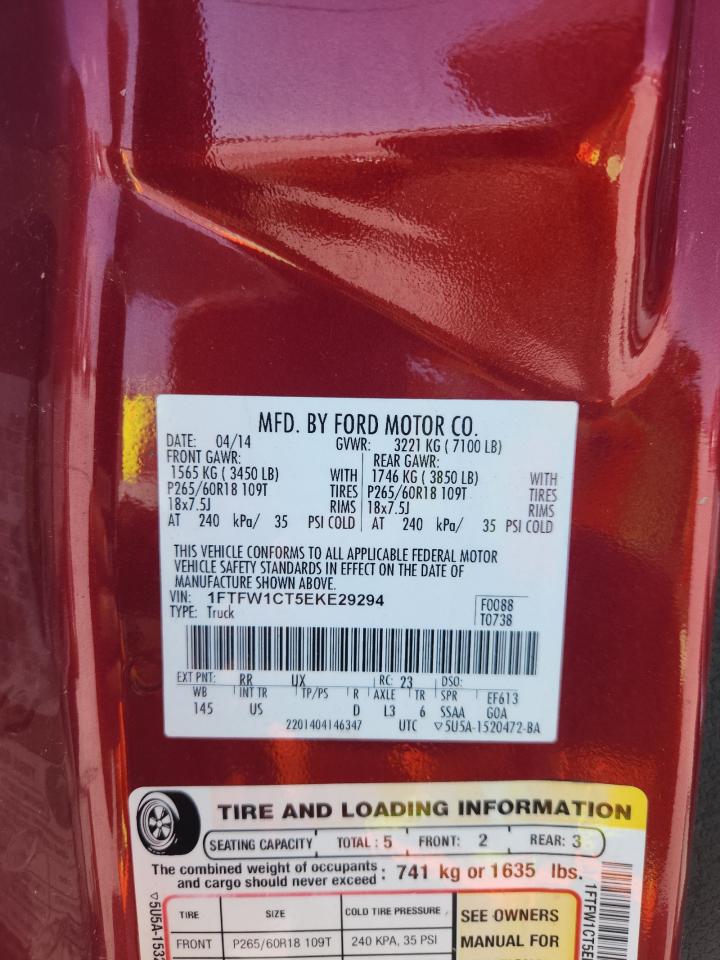 MFD. BY FORD MOTOR CO.
DATE: 04/14 GVWR: 3221 KG ( 7100 LB)
FRONT GAWR: REAR GAWR:
1565 KG ( 3450 LB) WITH 1746 KG ( 3850 LB) WITH
P265/60R18 109T TIRES P265/60R18 109T TIRES
18x7.5J RIMS 18x7.5J RIMS
AT 240 kPa/ 35 PSI COLD AT 240 kPa/ 35 PSI COLD
THIS VEHICLE CONFORMS TO ALL APPLICABLE FEDERAL MOTOR
VEHICLE SAFETY STANDARDS IN EFFECT ON THE DATE OF
MANUFACTURE SHOWN ABOVE.
VIN: 1FTFW1CT5EKE29294 F0088
TYPE: Truck T0738
EXT PNT: RR UX RC: 23 DSO:
WB INT TR TP/PS R AXLE TR SPR EF613
145 US D L3 6 SSAA GOA
2201404146347 UTC ▽5U5A-1520472-BA
TIRE AND LOADING INFORMATION
SEATING CAPACITY TOTAL : 5 FRONT: 2 REAR: 3
The combined weight of occupants
and cargo should never exceed : 741 kg or 1635 lbs.
TIRE SIZE COLD TIRE PRESSURE SEE OWNERS
FRONT P265/60R18 109T 240 KPA, 35 PSI MANUAL FOR
▽5U5A-1532
1FTFW1CT5E